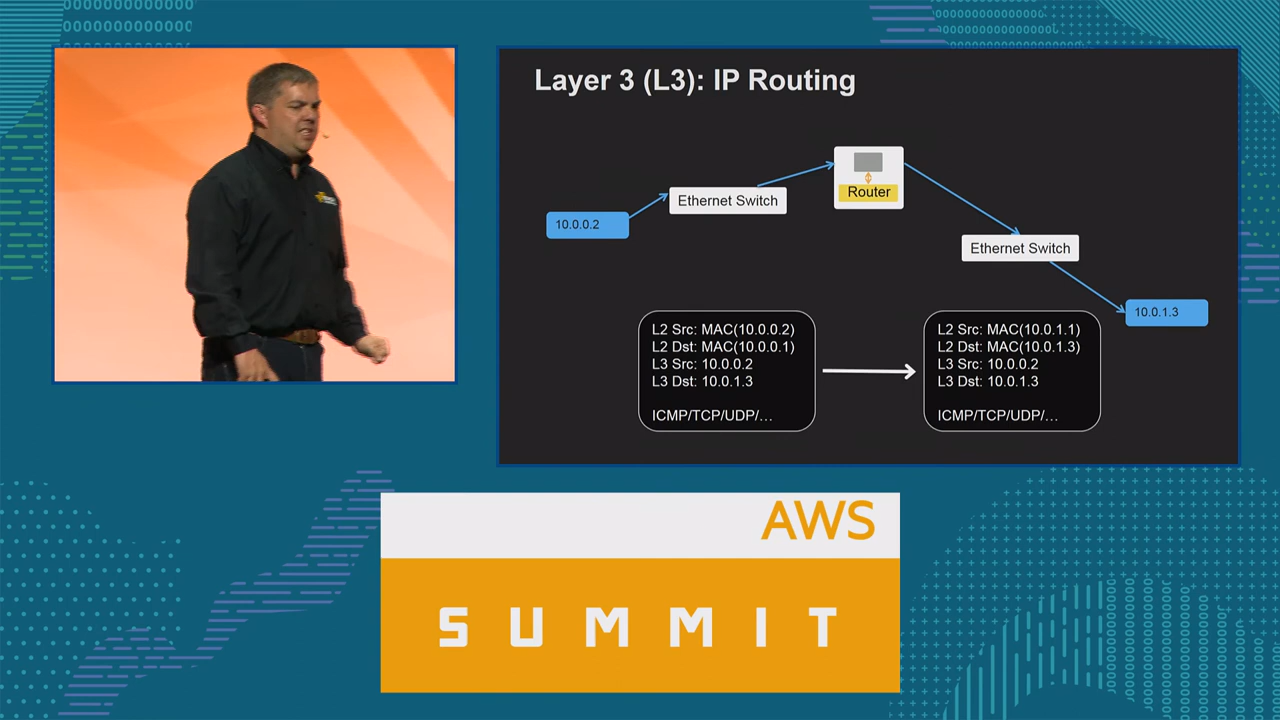 Layer 3 (L3): IP Routing
Router
Ethernet Switch
10.0.0.2
Ethernet Switch
10.0.1.3
L2 Src: MAC(10.0.0.2)
L2 Dst: MAC(10.0.0.1)
L3 Src: 10.0.0.2
L3 Dst: 10.0.1.3
ICMP/TCP/UDP/...
L2 Src: MAC(10.0.1.1)
L2 Dst: MAC(10.0.1.3)
L3 Src: 10.0.0.2
L3 Dst: 10.0.1.3
ICMP/TCP/UDP/...
AWS
SUMMIT